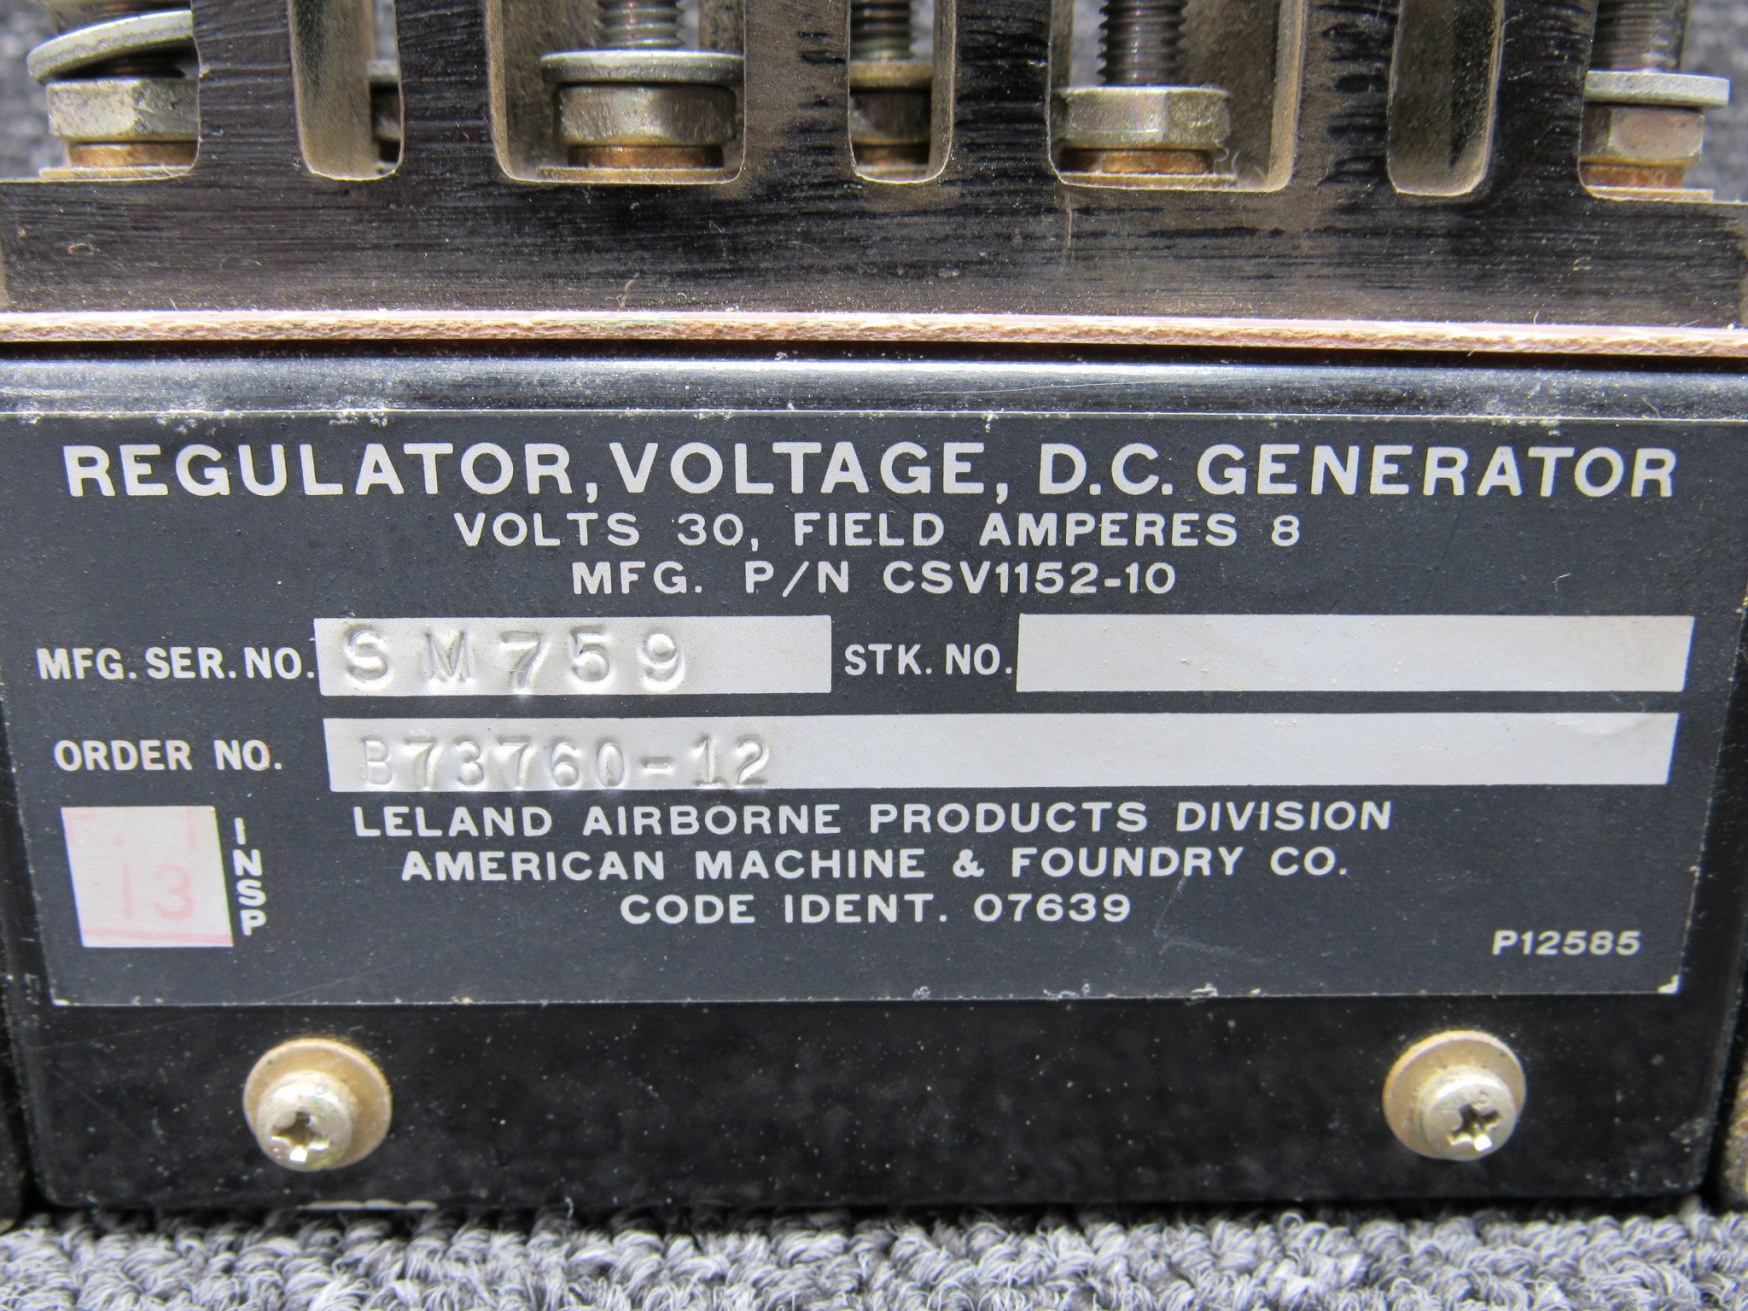 REGULATOR, VOLTAGE, D.C. GENERATOR
VOLTS 30, FIELD AMPERES 8
MFG. P/N CSV1152-10
MFG. SER. NO. SM759 STK. NO.
ORDER NO. B73760-12
13 INSP
LELAND AIRBORNE PRODUCTS DIVISION
AMERICAN MACHINE & FOUNDRY CO.
CODE IDENT. 07639
P12585